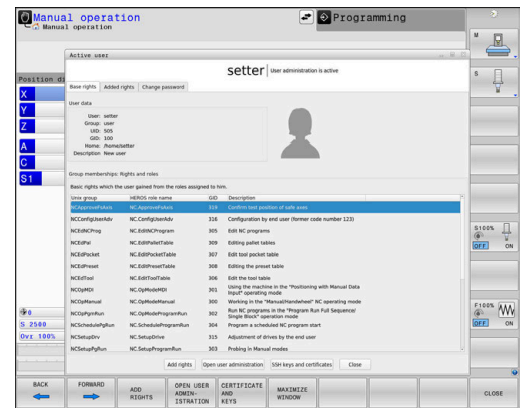 Manual operation
Manual operation
Programming
Active user
setter User administration is active
Base rights Added rights Change password
User data
User: setter
Group: user
UID: 505
GID: 100
Home: /home/setter
Description New user
Group memberships: Rights and roles
Basic rights which the user gained from the roles assigned to him.
Unix group HEROS role name GID Description
NCApproveFsAxis NC.ApproveFsAxis 319 Confirm test position of safe axes
NCConfigUserAdv NC.ConfigUserAdv 316 Configuration by end user (former code number 123)
NCEdNCProg NC.EditNCProgram 305 Edit NC programs
NCEdPal NC.EditPalletTable 309 Editing pallet tables
NCEdPocket NC.EditPocketTable 307 Edit tool pocket table
NCEdPreset NC.EditPresetTable 308 Editing the preset table
NCEdTool NC.EditToolTable 306 Edit the tool table
NCOpMDI NC.OpModeMDI 301 Using the machine in the "Positioning with Manual Data
Input" operating mode
NCOpManual NC.OpModeManual 300 Working in the "Manual/Handwheel" NC operating mode
NCOpPgmRun NC.OpModeProgramRun 302 Run NC programs in the "Program Run Full Sequence/
Single Block" operation mode
NCSchedulePgRun NC.ScheduleProgramRun 304 Program a scheduled NC program start
NCSetupDrv NC.SetupDrive 315 Adjustment of drives by the end user
NCSetupPgRun NC.SetupProgramRun 303 Probing in Manual modes
Add rights Open user administration SSH keys and certificates Close
Position di
X
Y
Z
A
C
S1
0
S 2500
Ovr 100%
M
S
S100%
OFF ON
F100%
OFF ON
BACK
FORWARD
ADD
RIGHTS
OPEN USER
ADMIN-
ISTRATION
CERTIFICATE
AND
KEYS
MAXIMIZE
WINDOW
CLOSE